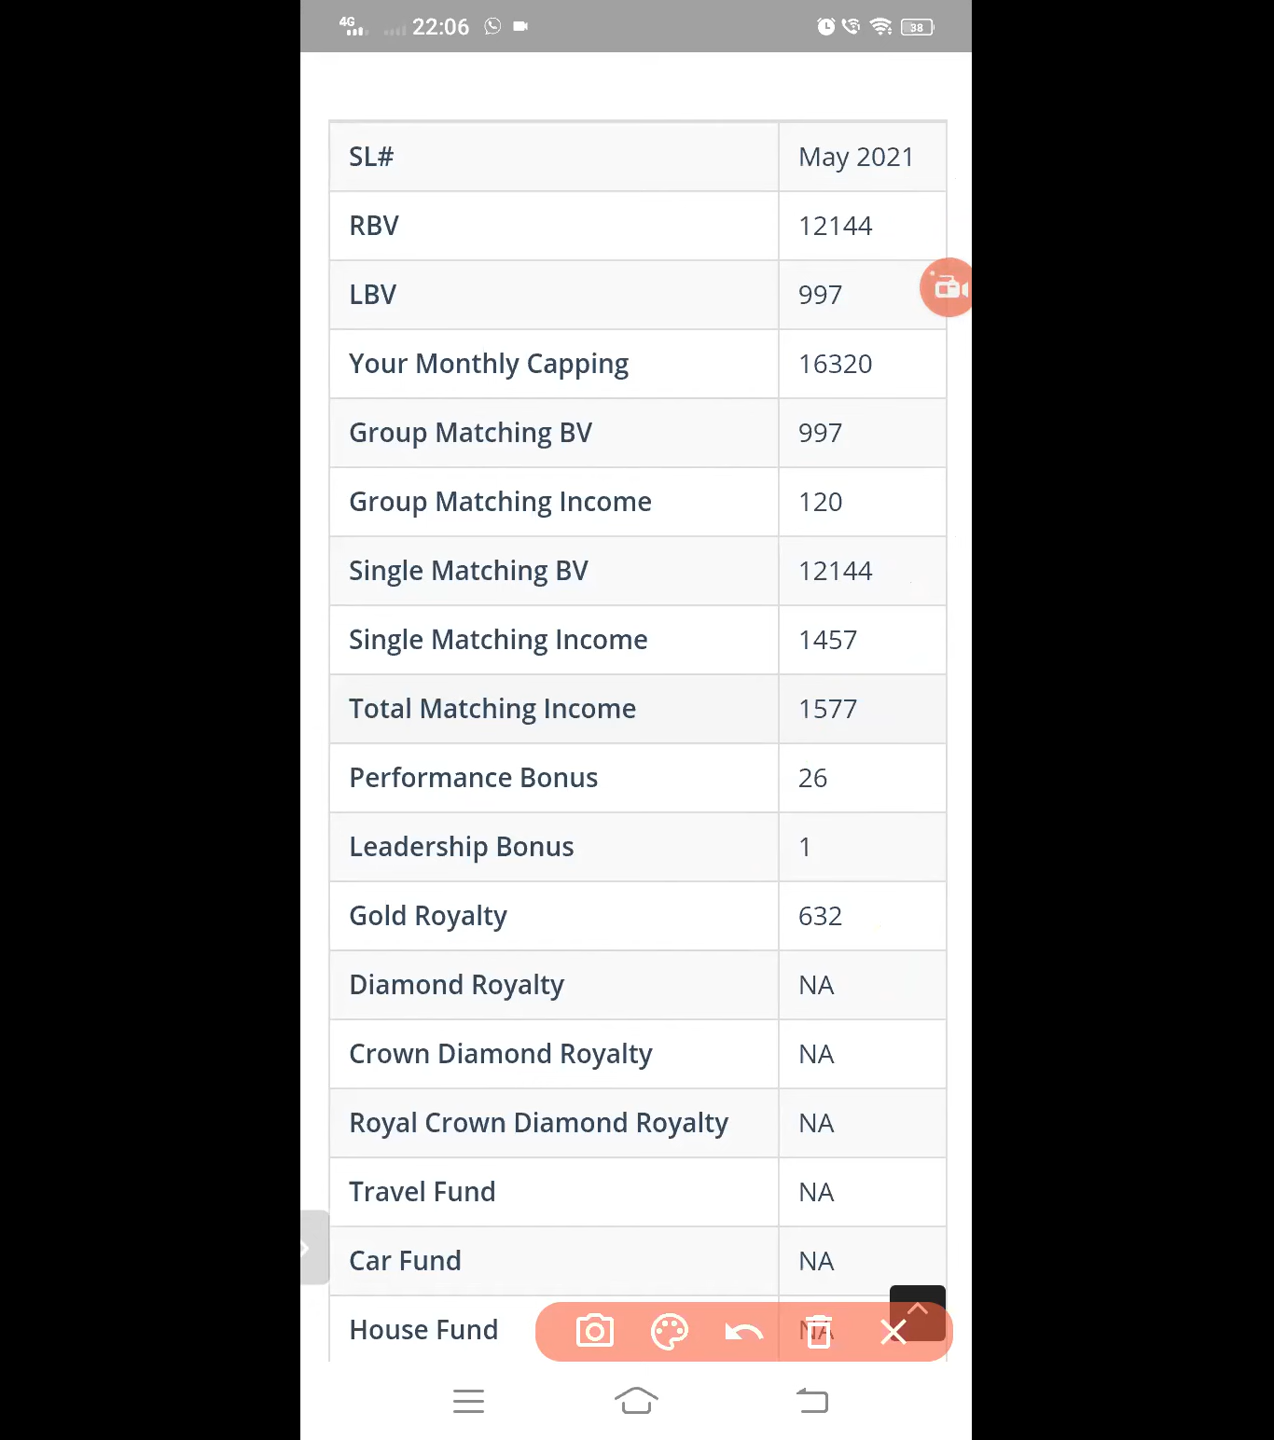 4G 22:06 38
SL# May 2021
RBV 12144
LBV 997
Your Monthly Capping 16320
Group Matching BV 997
Group Matching Income 120
Single Matching BV 12144
Single Matching Income 1457
Total Matching Income 1577
Performance Bonus 26
Leadership Bonus 1
Gold Royalty 632
Diamond Royalty NA
Crown Diamond Royalty NA
Royal Crown Diamond Royalty NA
Travel Fund NA
Car Fund NA
House Fund NA